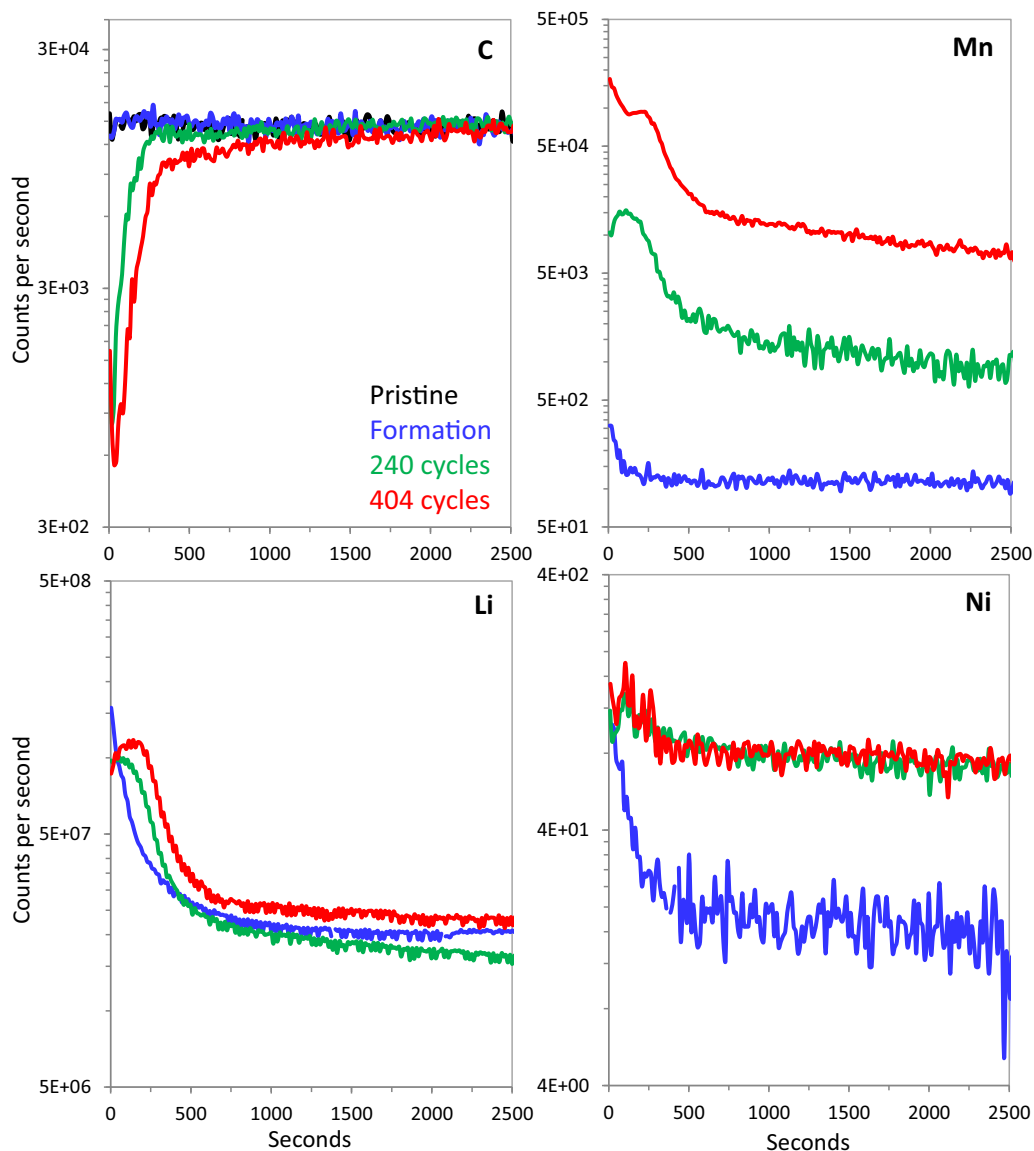 C
3E+04
3E+03
3E+02
Counts per second
Pristine
Formation
240 cycles
404 cycles
0 500 1000 1500 2000 2500
Mn
5E+05
5E+04
5E+03
5E+02
5E+01
0 500 1000 1500 2000 2500
Li
5E+08
5E+07
5E+06
Counts per second
0 500 1000 1500 2000 2500
Seconds
Ni
4E+02
4E+01
4E+00
0 500 1000 1500 2000 2500
Seconds